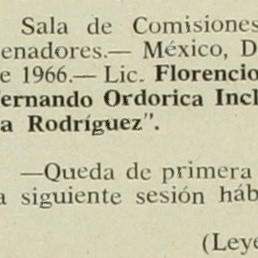 Sala de Comisiones
enadores.— México, D
e 1966.— Lic. Florencio
ernando Ordorica Incl
a Rodríguez".
—Queda de primera
a siguiente sesión háb
(Leye